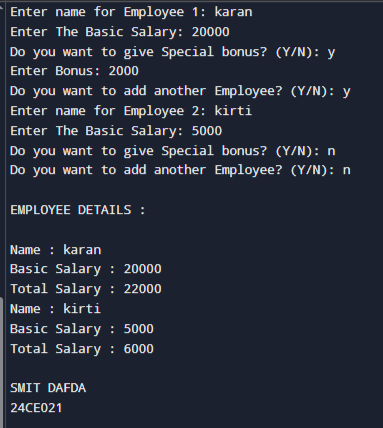 Enter name for Employee 1: karan
Enter The Basic Salary: 20000
Do you want to give Special bonus? (Y/N): y
Enter Bonus: 2000
Do you want to add another Employee? (Y/N): y
Enter name for Employee 2: kirti
Enter The Basic Salary: 5000
Do you want to give Special bonus? (Y/N): n
Do you want to add another Employee? (Y/N): n
EMPLOYEE DETAILS :
Name : karan
Basic Salary : 20000
Total Salary : 22000
Name : kirti
Basic Salary : 5000
Total Salary : 6000
SMIT DAFDA
24CE021